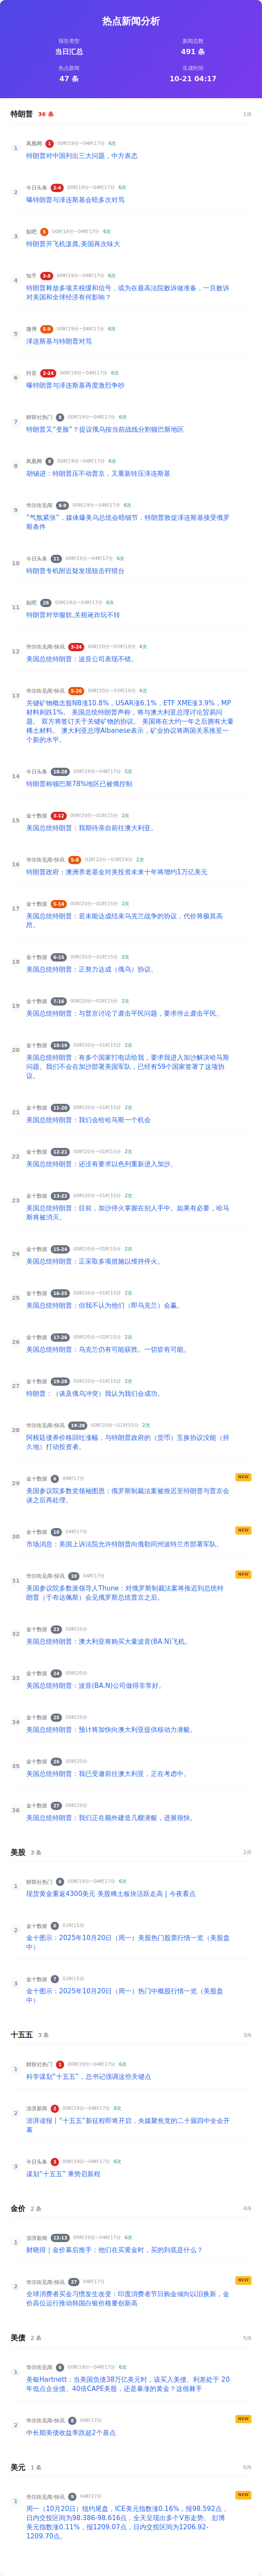 热点新闻分析
报告类型
新闻总数
当日汇总
491 条
热点新闻
生成时间
47 条
10-21 04:17
特朗普 36 条 1/6
1 凤凰网 1 00时(19分~04时17分 6次
特朗普对中国列出三大问题，中方表态
2 今日头条 2-4 00时(19分~04时17分 6次
曝特朗普与泽连斯基会晤多次对骂
3 贴吧 5 00时(19分~04时17分 6次
特朗普开飞机泼粪,美国再次味大
4 知乎 3-8 00时(19分~04时17分 6次
特朗普释放多项关税缓和信号，或为在最高法院败诉做准备，一旦败诉
对美国和全球经济有何影响？
5 微博 5-9 00时(19分~04时17分 6次
泽连斯基与特朗普对骂
6 抖音 2-24 00时(19分~04时17分 6次
曝特朗普与泽连斯基再度激烈争吵
7 财联社热门 8 00时(19分~04时17分 6次
特朗普又“变脸”？提议俄乌按当前战线分割顿巴斯地区
8 凤凰网 9 00时(19分~04时17分 6次
胡锡进：特朗普压不动普京，又重新转压泽连斯基
9 华尔街见闻 8-9 00时(19分~04时17分 6次
“气氛紧张”，媒体爆美乌总统会晤细节，特朗普敦促泽连斯基接受俄罗
斯条件
10 今日头条 11 00时(19分~04时17分 6次
特朗普专机附近疑发现狙击狩猎台
11 贴吧 26 00时(19分~04时17分 6次
特朗普对华服软,关税讹诈玩不转
12 华尔街见闻-快讯 3-24 00时(20分~03时19分 4次
美国总统特朗普：波音公司表现不错。
13 华尔街见闻-快讯 5-26 00时(20分~03时19分 4次
关键矿物概念股NB涨10.8%，USAR涨6.1%，ETF XME涨3.9%，MP
材料则跌1%。 美国总统特朗普声称，将与澳大利亚总理讨论贸易问
题。 双方将签订关于关键矿物的协议。 美国将在大约一年之后拥有大量
稀土材料。 澳大利亚总理Albanese表示，矿业协议将两国关系推至一
个新的水平。
14 今日头条 18-28 00时(19分~04时17分 5次
特朗普称顿巴斯78%地区已被俄控制
15 金十数据 3-12 00时(20分~01时15分 2次
美国总统特朗普：我期待亲自前往澳大利亚。
16 华尔街见闻-快讯 5-8 02时(22分~03时19分 2次
特朗普政府：澳洲养老基金对美投资未来十年将增约1万亿美元
17 金十数据 5-14 00时(20分~01时15分 2次
美国总统特朗普：若未能达成结束乌克兰战争的协议，代价将极其高
昂。
18 金十数据 6-15 00时(20分~01时15分 2次
美国总统特朗普：正努力达成（俄乌）协议。
19 金十数据 7-16 00时(20分~01时15分 2次
美国总统特朗普：与普京讨论了袭击平民问题，要求停止袭击平民。
20 金十数据 10-19 00时(20分~01时15分 2次
美国总统特朗普：有多个国家打电话给我，要求我进入加沙解决哈马斯
问题。我们不会在加沙部署美国军队，已经有59个国家签署了这项协
议。
21 金十数据 11-20 00时(20分~01时15分 2次
美国总统特朗普：我们会给哈马斯一个机会
22 金十数据 12-21 00时(20分~01时15分 2次
美国总统特朗普：还没有要求以色列重新进入加沙。
23 金十数据 13-22 00时(20分~01时15分 2次
美国总统特朗普：目前，加沙停火掌握在别人手中。如果有必要，哈马
斯将被消灭。
24 金十数据 15-24 00时(20分~01时15分 2次
美国总统特朗普：正采取多项措施以维持停火。
25 金十数据 16-25 00时(20分~01时15分 2次
美国总统特朗普：但我不认为他们（即乌克兰）会赢。
26 金十数据 17-26 00时(20分~01时15分 2次
美国总统特朗普：乌克兰仍有可能获胜。一切皆有可能。
27 金十数据 19-28 00时(20分~01时15分 2次
特朗普：（谈及俄乌冲突）我认为我们会成功。
28 华尔街见闻-快讯 19-28 00时(20分~01时15分 2次
阿根廷债券价格回吐涨幅，与特朗普政府的（货币）互换协议没能（持
久地）打动投资者。
29 金十数据 6 04时17分 NEW
美国参议院多数党领袖图恩：俄罗斯制裁法案被推迟至特朗普与普京会
谈之后再处理。
30 金十数据 10 04时17分 NEW
市场消息：美国上诉法院允许特朗普向俄勒冈州波特兰市部署军队。
31 华尔街见闻-快讯 10 04时17分 NEW
美国参议院多数派领导人Thune：对俄罗斯制裁法案将推迟到总统特
朗普（于布达佩斯）会见俄罗斯总统普京之后。
32 金十数据 23 00时(20分
美国总统特朗普：澳大利亚将购买大量波音(BA.N)飞机。
33 金十数据 24 00时(20分
美国总统特朗普：波音(BA.N)公司做得非常好。
34 金十数据 25 00时(20分
美国总统特朗普：预计将加快向澳大利亚提供核动力潜艇。
35 金十数据 26 00时(20分
美国总统特朗普：我已受邀前往澳大利亚，正在考虑中。
36 金十数据 27 00时(20分
美国总统特朗普：我们正在额外建造几艘潜艇，进展很快。
美股 3 条 2/6
1 财联社热门 6 00时(19分~04时17分 6次
现货黄金重返4300美元 美股稀土板块活跃走高 | 今夜看点
2 金十数据 6 01时15分
金十图示：2025年10月20日（周一）美股热门股票行情一览（美股盘
中）
3 金十数据 7 01时15分
金十图示：2025年10月20日（周一）热门中概股行情一览（美股盘
中）
十五五 3 条 3/6
1 财联社热门 1 00时(19分~04时17分 6次
科学谋划“十五五”，总书记强调这些关键点
2 澎湃新闻 2 00时(19分~04时17分 6次
澎湃读报丨“十五五”新征程即将开启，央媒聚焦党的二十届四中全会开
幕
3 今日头条 3 00时(19分~04时17分 6次
谋划“十五五” 乘势启新程
金价 2 条 4/6
1 澎湃新闻 12-13 00时(19分~04时17分 6次
财晓得｜金价幕后推手：他们在买黄金时，买的到底是什么？
2 华尔街见闻-快讯 27 04时17分 NEW
全球消费者买金习惯发生改变：印度消费者节日购金倾向以旧换新，金
价高位运行推动韩国白银价格屡创新高
美债 2 条 5/6
1 华尔街见闻 6 00时(19分~04时17分 6次
美银Hartnett：当美国负债38万亿美元时，该买入美债、利差处于 20
年低点企业债、40倍CAPE美股，还是暴涨的黄金？这很棘手
2 华尔街见闻-快讯 8 04时17分 NEW
中长期美债收益率跌超2个基点
美元 1 条 6/6
1 华尔街见闻-快讯 9 04时17分 NEW
周一（10月20日）纽约尾盘，ICE美元指数涨0.16%，报98.592点，
日内交投区间为98.386-98.616点，全天呈现出多个V形走势。 彭博
美元指数涨0.11%，报1209.07点，日内交投区间为1206.92-
1209.70点。